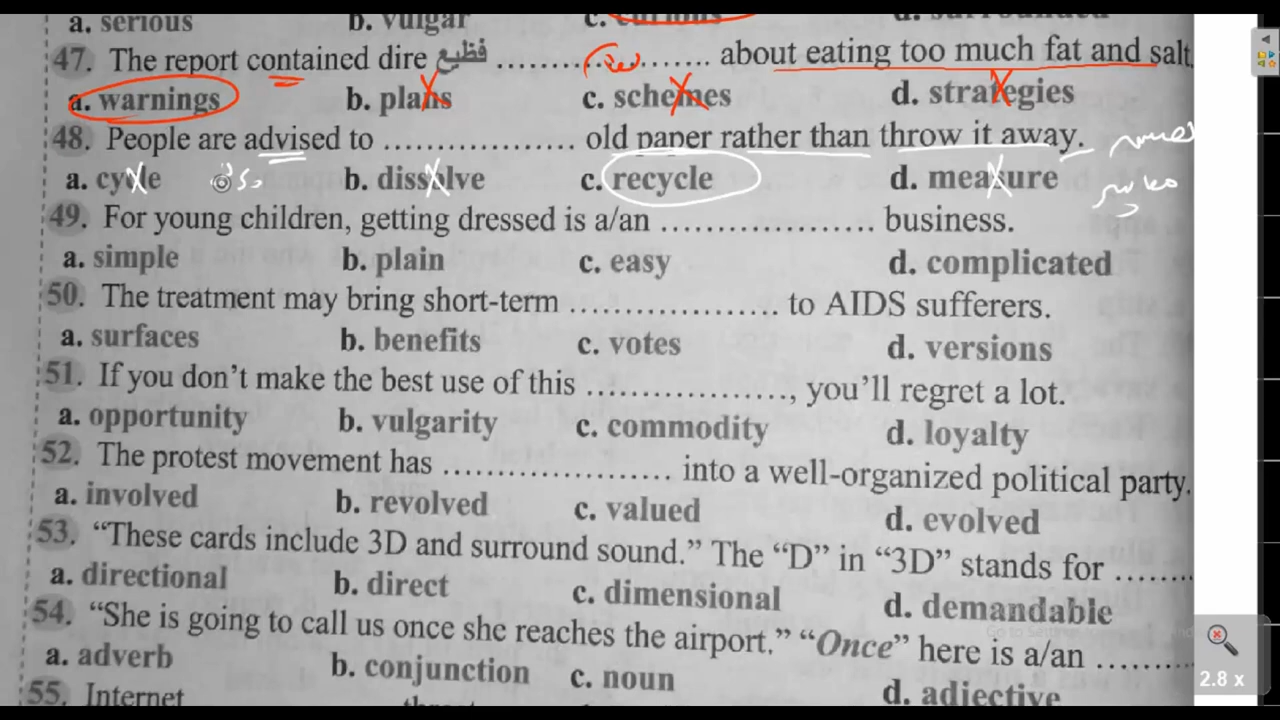 a. serious b. vulgar c. curious
47. The report contained dire فظيع .................... about eating too much fat and salt.
a. warnings b. plans c. schemes d. strategies
48. People are advised to .................. old paper rather than throw it away.
a. cycle b. dissolve c. recycle d. measure
49. For young children, getting dressed is a/an .................... business.
a. simple b. plain c. easy d. complicated
50. The treatment may bring short-term .................... to AIDS sufferers.
a. surfaces b. benefits c. votes d. versions
51. If you don't make the best use of this ...................., you'll regret a lot.
a. opportunity b. vulgarity c. commodity d. loyalty
52. The protest movement has ...................... into a well-organized political party.
a. involved b. revolved c. valued d. evolved
53. “These cards include 3D and surround sound.” The “D” in “3D” stands for ........
a. directional b. direct c. dimensional d. demandable
54. “She is going to call us once she reaches the airport.” “Once” here is a/an ..........
a. adverb b. conjunction c. noun d. adjective
55. Internet
2.8 x